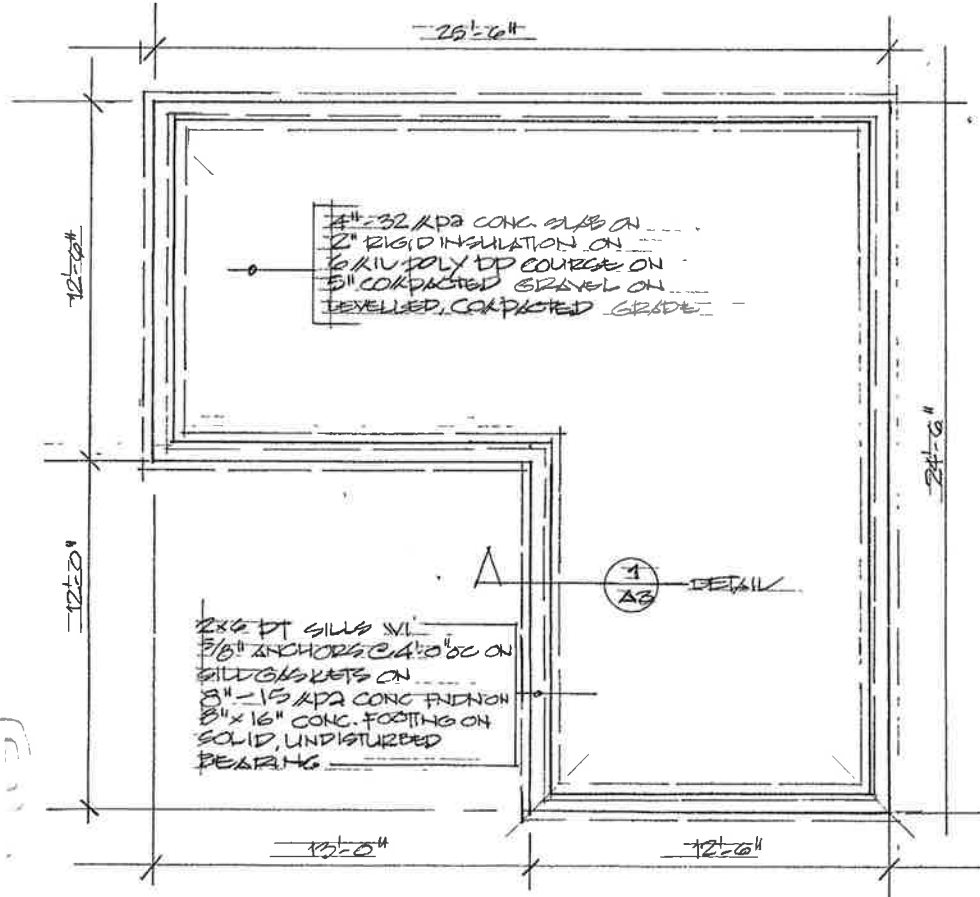 25'-6"
4"-32 MPa CONC. SLAB ON
2" RIGID INSULATION ON
6 MIL POLY DP COURSE ON
5" COMPACTED GRAVEL ON
LEVELLED, COMPACTED GRADE
12'-6"
24'-6"
12'-0"
1
A3
DETAIL
2x6 PT SILLS W/
5/8" ANCHORS @ 4'-0" OC ON
SILL GASKETS ON
8"-15 MPa CONC FNDN ON
8" x 16" CONC. FOOTING ON
SOLID, UNDISTURBED
BEARING
13'-0"
12'-6"